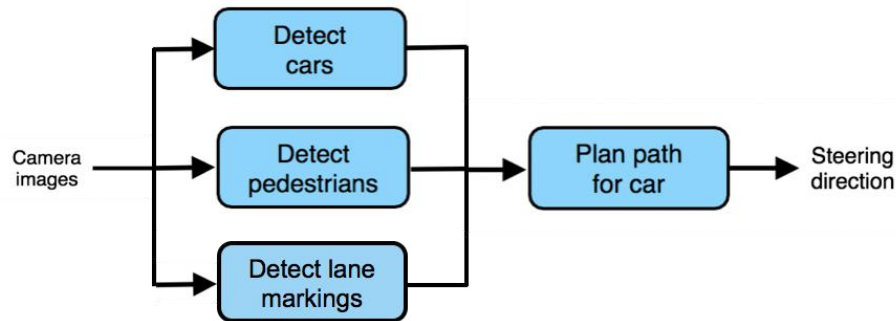 Detect
cars
Camera
images
Detect
pedestrians
Plan path
for car
Steering
direction
Detect lane
markings